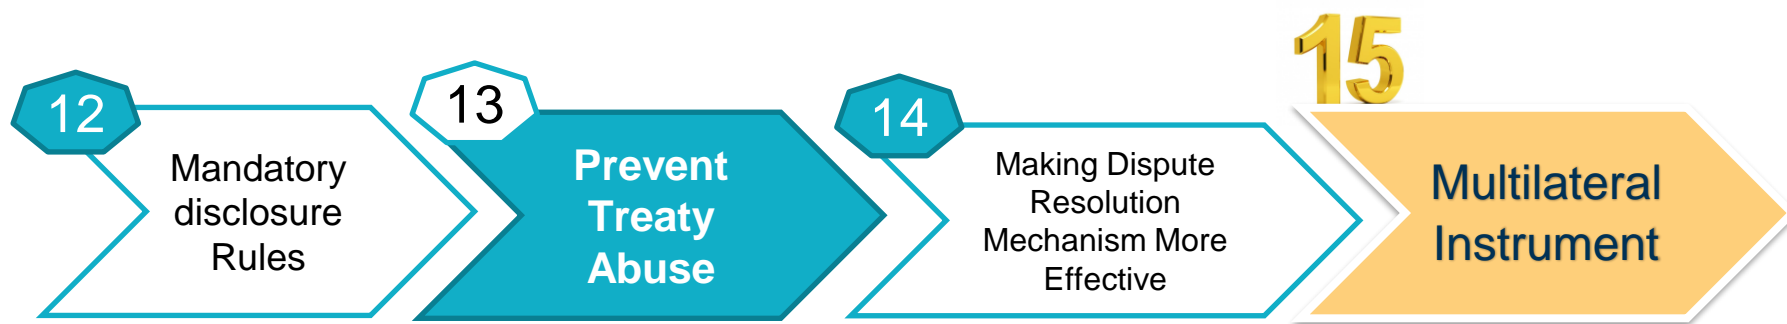 12
Mandatory
disclosure
Rules
13
Prevent
Treaty
Abuse
14
Making Dispute
Resolution
Mechanism More
Effective
15
Multilateral
Instrument